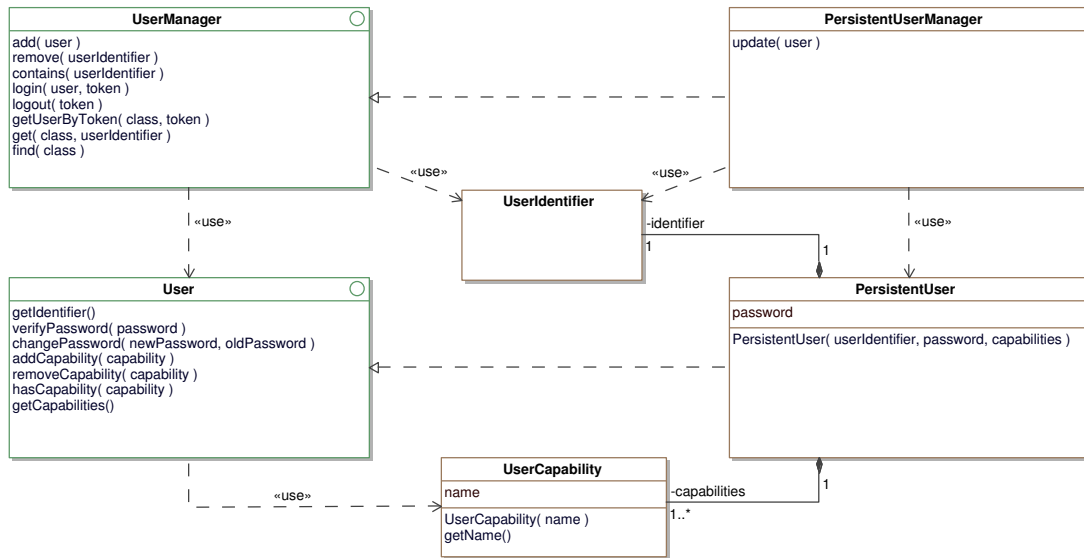 UserManager
add( user )
remove( userIdentifier )
contains( userIdentifier )
login( user, token )
logout( token )
getUserByToken( class, token )
get( class, userIdentifier )
find( class )
PersistentUserManager
update( user )
«use»
«use»
UserIdentifier
«use»
«use»
-identifier
1
1
User
getIdentifier()
verifyPassword( password )
changePassword( newPassword, oldPassword )
addCapability( capability )
removeCapability( capability )
hasCapability( capability )
getCapabilities()
PersistentUser
password
PersistentUser( userIdentifier, password, capabilities )
«use»
UserCapability
name
UserCapability( name )
getName()
-capabilities
1..*
1